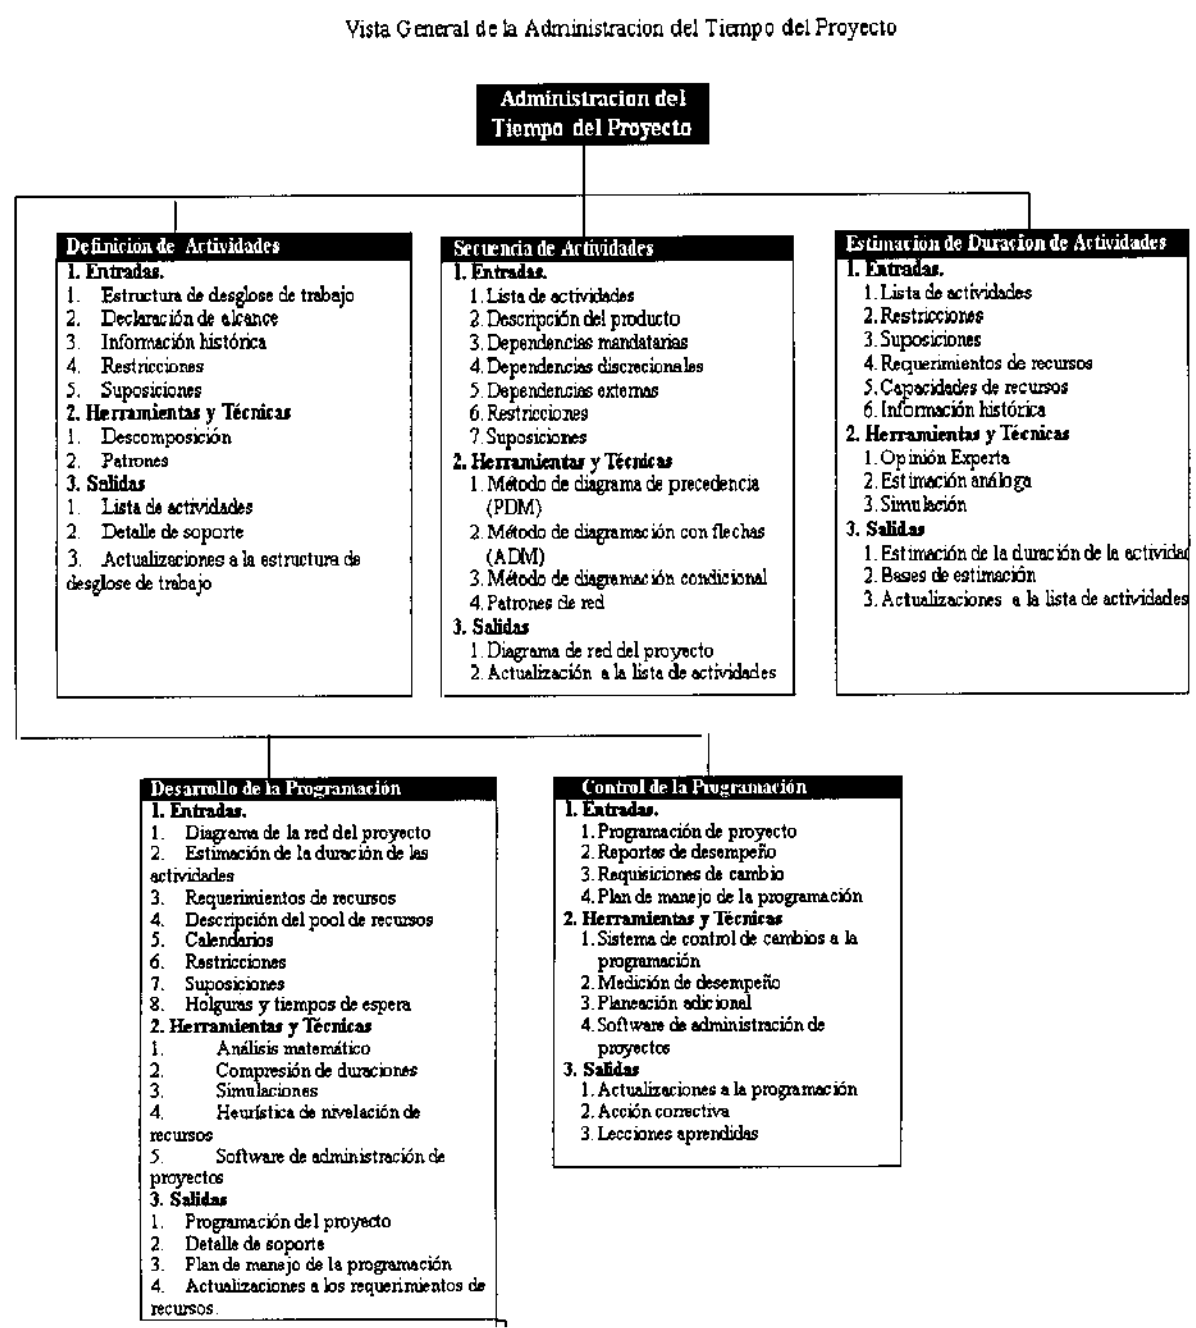 Vista General de la Administracion del Tiempo del Proyecto
Administracion del
Tiempo del Proyecto
Definición de Actividades
1. Entradas.
1. Estructura de desglose de trabajo
2. Declaración de alcance
3. Información histórica
4. Restricciones
5. Suposiciones
2. Herramientas y Técnicas
1. Descomposición
2. Patrones
3. Salidas
1. Lista de actividades
2. Detalle de soporte
3. Actualizaciones a la estructura de
desglose de trabajo
Secuencia de Actividades
1. Entradas.
1. Lista de actividades
2. Descripción del producto
3. Dependencias mandatarias
4. Dependencias discrecionales
5. Dependencias externas
6. Restricciones
7. Suposiciones
2. Herramientas y Técnicas
1. Método de diagrama de precedencia
(PDM)
2. Método de diagramación con flechas
(ADM)
3. Método de diagramación condicional
4. Patrones de red
3. Salidas
1. Diagrama de red del proyecto
2. Actualización a la lista de actividades
Estimación de Duracion de Actividades
1. Entradas.
1. Lista de actividades
2. Restricciones
3. Suposiciones
4. Requerimientos de recursos
5. Capacidades de recursos
6. Información histórica
2. Herramientas y Técnicas
1. Opinión Experta
2. Estimación análoga
3. Simulación
3. Salidas
1. Estimación de la duración de la actividad
2. Bases de estimación
3. Actualizaciones a la lista de actividades
Desarrollo de la Programación
1. Entradas.
1. Diagrama de la red del proyecto
2. Estimación de la duración de las
actividades
3. Requerimientos de recursos
4. Descripción del pool de recursos
5. Calendarios
6. Restricciones
7. Suposiciones
8. Holguras y tiempos de espera
2. Herramientas y Técnicas
1. Análisis matemático
2. Compresión de duraciones
3. Simulaciones
4. Heurística de nivelación de
recursos
5. Software de administración de
proyectos
3. Salidas
1. Programación del proyecto
2. Detalle de soporte
3. Plan de manejo de la programación
4. Actualizaciones a los requerimientos de
recursos.
Control de la Programación
1. Entradas.
1. Programación de proyecto
2. Reportes de desempeño
3. Requisiciones de cambio
4. Plan de manejo de la programación
2. Herramientas y Técnicas
1. Sistema de control de cambios a la
programación
2. Medición de desempeño
3. Planeación adicional
4. Software de administración de
proyectos
3. Salidas
1. Actualizaciones a la programación
2. Acción correctiva
3. Lecciones aprendidas